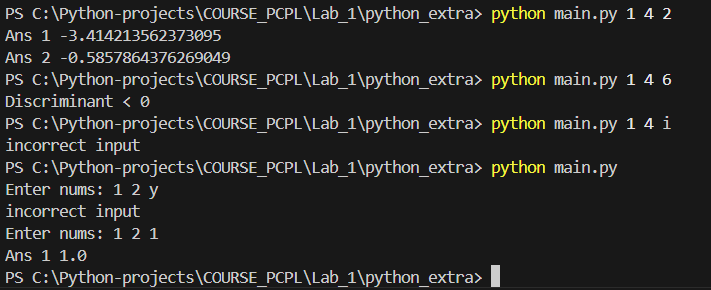 PS C:\Python-projects\COURSE_PCPL\Lab_1\python_extra> python main.py 1 4 2
Ans 1 -3.414213562373095
Ans 2 -0.5857864376269049
PS C:\Python-projects\COURSE_PCPL\Lab_1\python_extra> python main.py 1 4 6
Discriminant < 0
PS C:\Python-projects\COURSE_PCPL\Lab_1\python_extra> python main.py 1 4 i
incorrect input
PS C:\Python-projects\COURSE_PCPL\Lab_1\python_extra> python main.py
Enter nums: 1 2 y
incorrect input
Enter nums: 1 2 1
Ans 1 1.0
PS C:\Python-projects\COURSE_PCPL\Lab_1\python_extra>